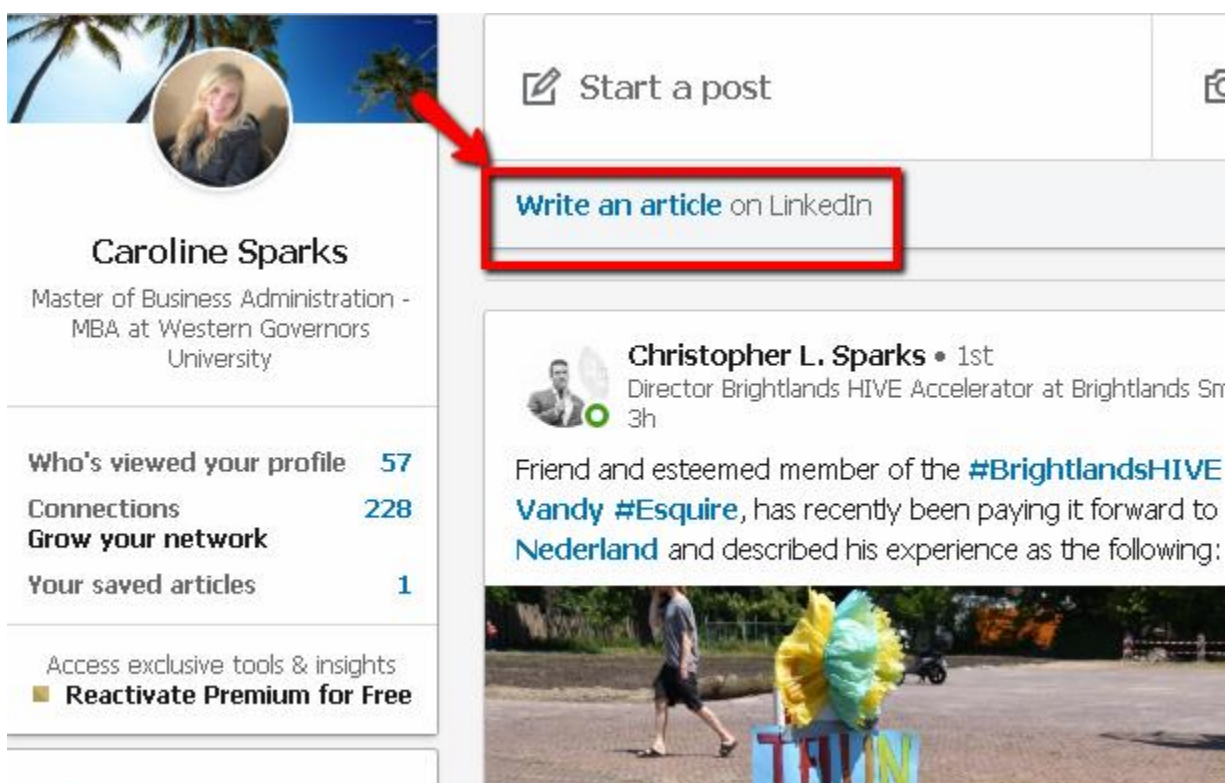 Start a post
Write an article on LinkedIn
Caroline Sparks
Master of Business Administration -
MBA at Western Governors
University
Who's viewed your profile 57
Connections 228
Grow your network
Your saved articles 1
Access exclusive tools & insights
Reactivate Premium for Free
Christopher L. Sparks • 1st
Director Brightlands HIVE Accelerator at Brightlands Sm
3h
Friend and esteemed member of the #BrightlandsHIVE
Vandy #Esquire, has recently been paying it forward to
Nederland and described his experience as the following: